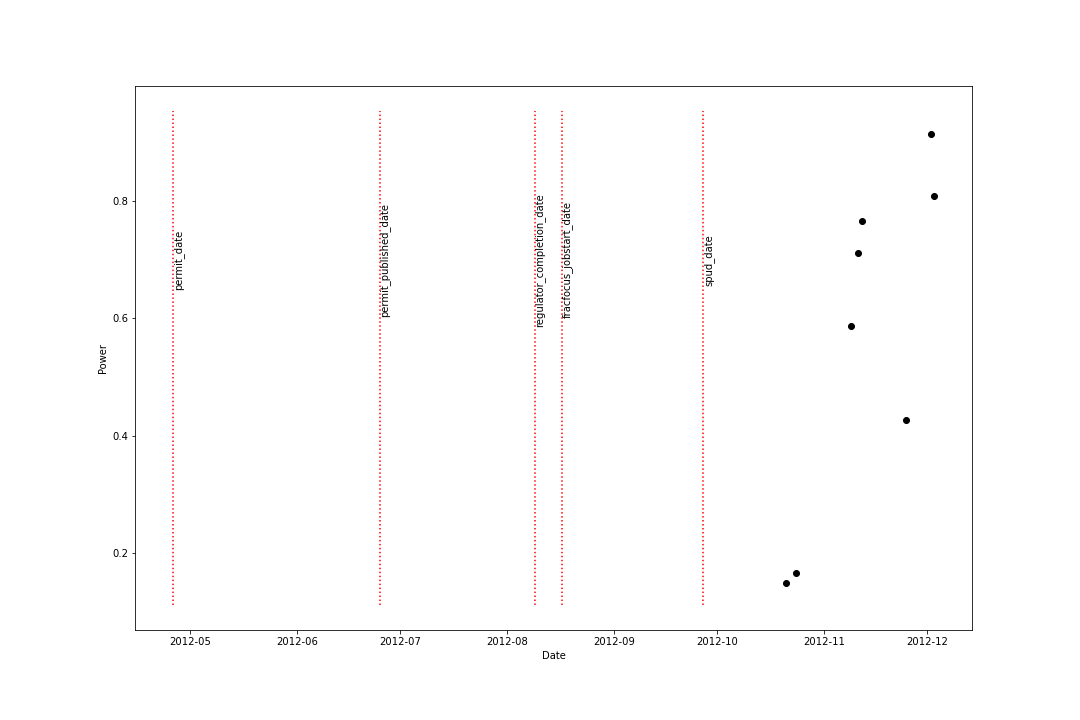 0.8
0.6
0.4
0.2
Power
permit_date
permit_published_date
regulator_completion_date
fracfocus_jobstart_date
spud_date
2012-05 2012-06 2012-07 2012-08 2012-09 2012-10 2012-11 2012-12
Date